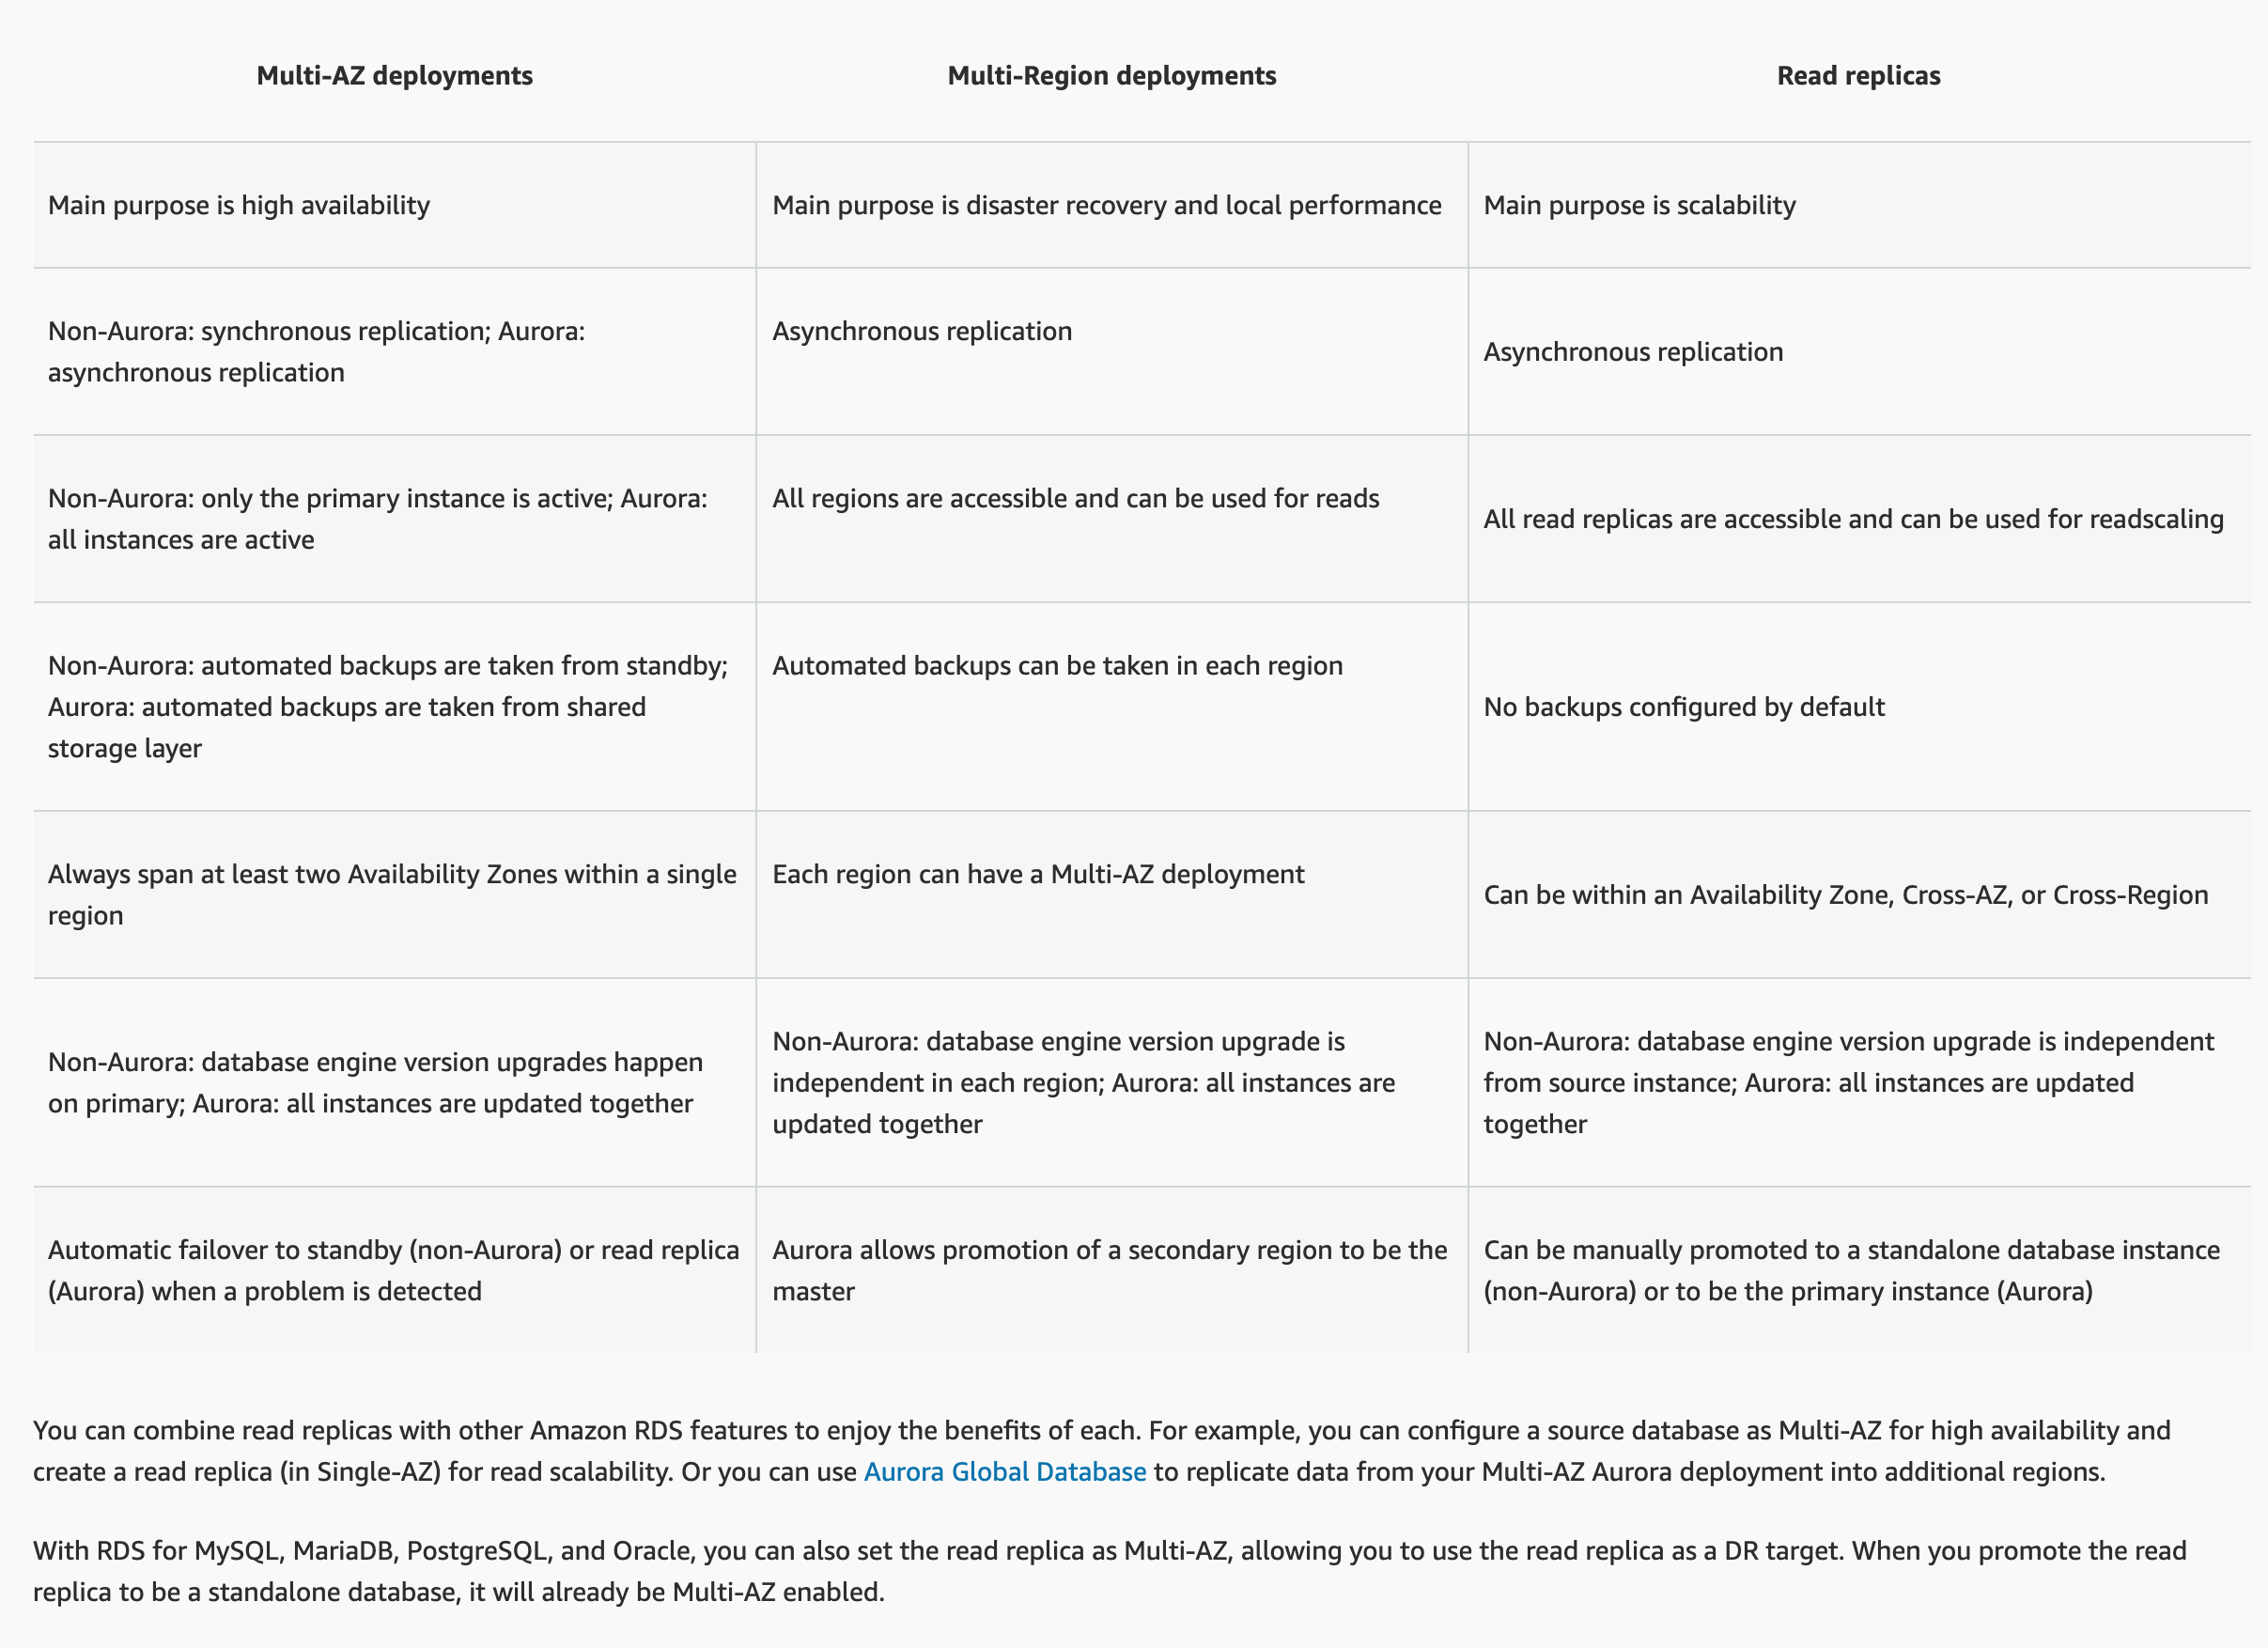 Multi-AZ deployments
Multi-Region deployments
Read replicas
Main purpose is high availability
Main purpose is disaster recovery and local performance
Main purpose is scalability
Non-Aurora: synchronous replication; Aurora:
asynchronous replication
Asynchronous replication
Asynchronous replication
Non-Aurora: only the primary instance is active; Aurora:
all instances are active
All regions are accessible and can be used for reads
All read replicas are accessible and can be used for readscaling
Non-Aurora: automated backups are taken from standby;
Aurora: automated backups are taken from shared
storage layer
Automated backups can be taken in each region
No backups configured by default
Always span at least two Availability Zones within a single
region
Each region can have a Multi-AZ deployment
Can be within an Availability Zone, Cross-AZ, or Cross-Region
Non-Aurora: database engine version upgrades happen
on primary; Aurora: all instances are updated together
Non-Aurora: database engine version upgrade is
independent in each region; Aurora: all instances are
updated together
Non-Aurora: database engine version upgrade is independent
from source instance; Aurora: all instances are updated
together
Automatic failover to standby (non-Aurora) or read replica
(Aurora) when a problem is detected
Aurora allows promotion of a secondary region to be the
master
Can be manually promoted to a standalone database instance
(non-Aurora) or to be the primary instance (Aurora)
You can combine read replicas with other Amazon RDS features to enjoy the benefits of each. For example, you can configure a source database as Multi-AZ for high availability and
create a read replica (in Single-AZ) for read scalability. Or you can use Aurora Global Database to replicate data from your Multi-AZ Aurora deployment into additional regions.
With RDS for MySQL, MariaDB, PostgreSQL, and Oracle, you can also set the read replica as Multi-AZ, allowing you to use the read replica as a DR target. When you promote the read
replica to be a standalone database, it will already be Multi-AZ enabled.